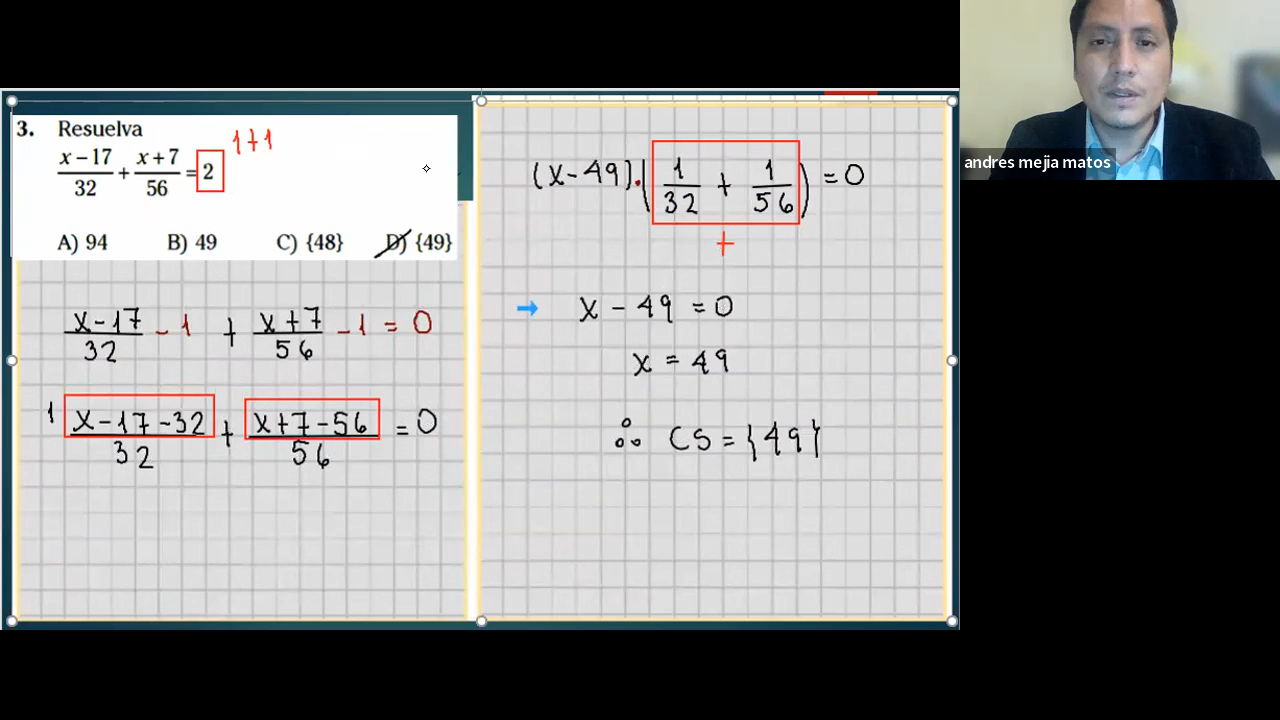 3. Resuelva
1+1
x − 17/32 + x + 7/56 = 2
A) 94 B) 49 C) {48} D) {49}
x-17/32 - 1 + x+7/56 - 1 = 0
1 x-17-32/32 + x+7-56/56 = 0
(x-49).(1/32 + 1/56) = 0
+
→ x - 49 = 0
x = 49
∴ CS = {49}
andres mejia matos